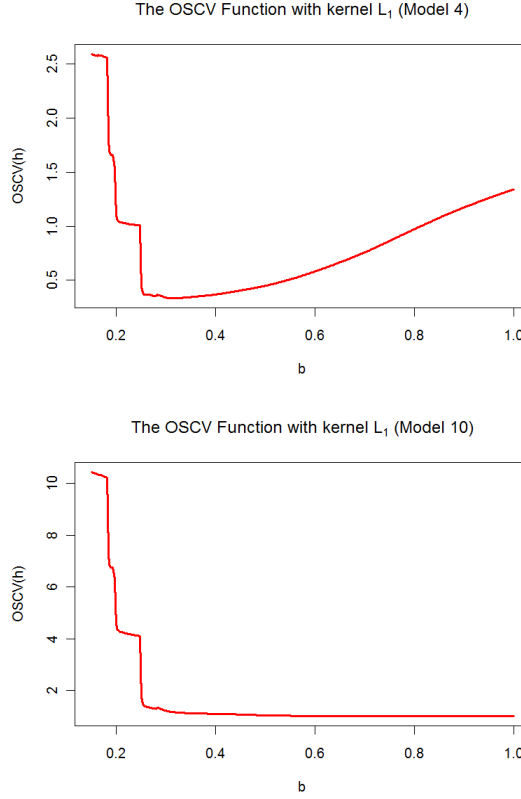 The OSCV Function with kernel L₁ (Model 4)
2.5
2.0
1.5
1.0
0.5
OSCV(h)
0.2 0.4 0.6 0.8 1.0
b
The OSCV Function with kernel L₁ (Model 10)
10
8
6
4
2
OSCV(h)
0.2 0.4 0.6 0.8 1.0
b